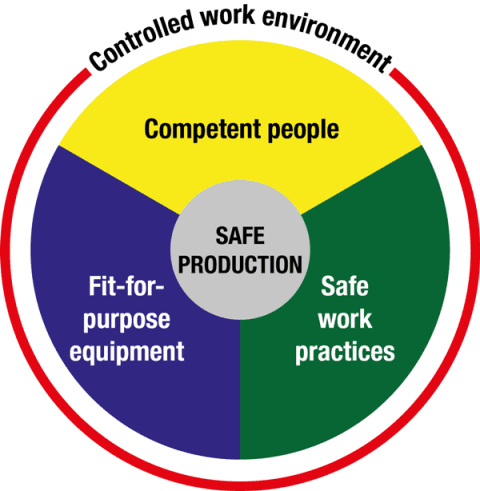 Controlled work environment
Competent people
SAFE
PRODUCTION
Fit-for-
purpose
equipment
Safe
work
practices